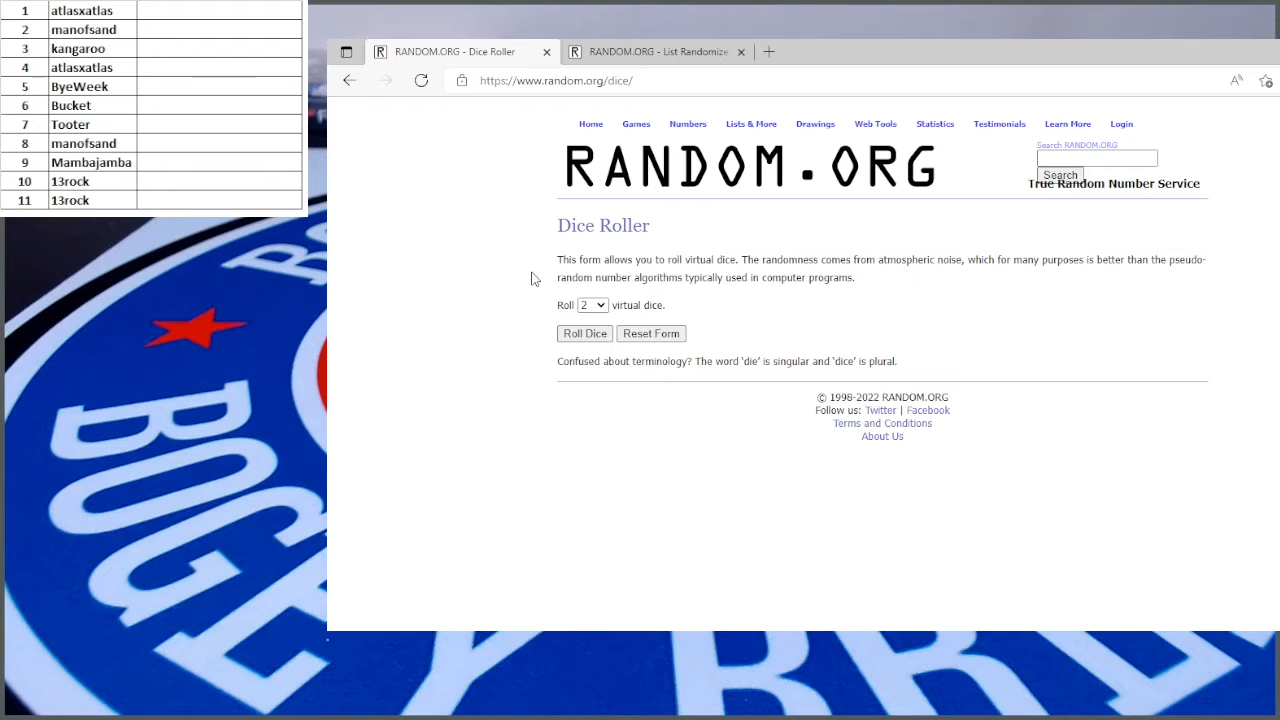 1 atlasxatlas
2 manofsand
3 kangaroo
4 atlasxatlas
5 ByeWeek
6 Bucket
7 Tooter
8 manofsand
9 Mambajamba
10 13rock
11 13rock
RANDOM.ORG - Dice Roller
RANDOM.ORG - List Randomize
https://www.random.org/dice/
Home Games Numbers Lists & More Drawings Web Tools Statistics Testimonials Learn More Login
Search RANDOM.ORG
RANDOM.ORG
Search
True Random Number Service
Dice Roller
This form allows you to roll virtual dice. The randomness comes from atmospheric noise, which for many purposes is better than the pseudo-
random number algorithms typically used in computer programs.
Roll 2 virtual dice.
Roll Dice Reset Form
Confused about terminology? The word ‘die’ is singular and ‘dice’ is plural.
© 1998-2022 RANDOM.ORG
Follow us: Twitter | Facebook
Terms and Conditions
About Us